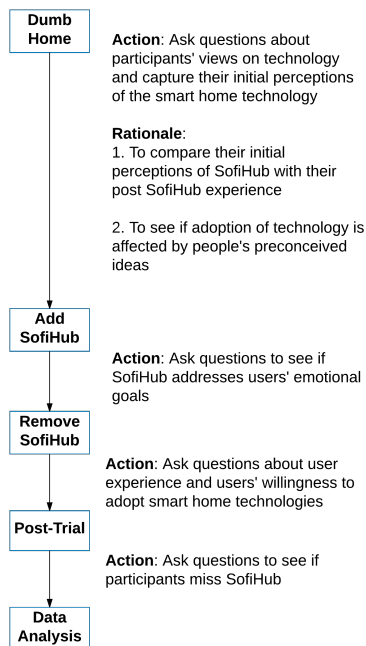 Dumb
Home
Action: Ask questions about
participants' views on technology
and capture their initial perceptions
of the smart home technology
Rationale:
1. To compare their initial
perceptions of SofiHub with their
post SofiHub experience
2. To see if adoption of technology is
affected by people's preconceived
ideas
Add
SofiHub
Action: Ask questions to see if
SofiHub addresses users' emotional
goals
Remove
SofiHub
Action: Ask questions about user
experience and users' willingness to
adopt smart home technologies
Post-Trial
Action: Ask questions to see if
participants miss SofiHub
Data
Analysis